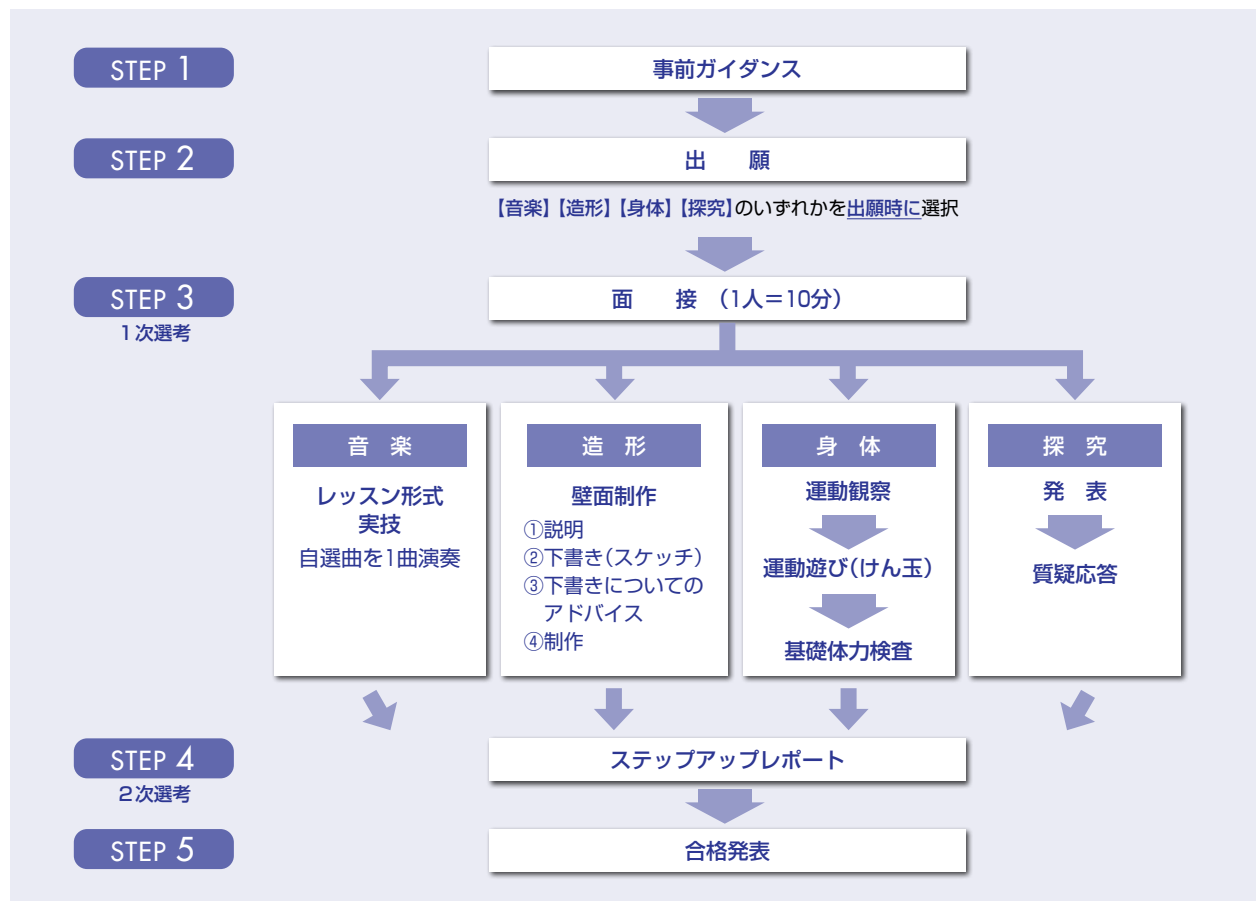 STEP 1
事前ガイダンス
STEP 2
出　願
【音楽】【造形】【身体】【探究】のいずれかを出願時に選択
STEP 3
1次選考
面　接　(1人=10分)
音　楽
レッスン形式
実技
自選曲を1曲演奏
造　形
壁面制作
①説明
②下書き(スケッチ)
③下書きについての
アドバイス
④制作
身　体
運動観察
運動遊び(けん玉)
基礎体力検査
探　究
発　表
質疑応答
STEP 4
2次選考
ステップアップレポート
STEP 5
合格発表